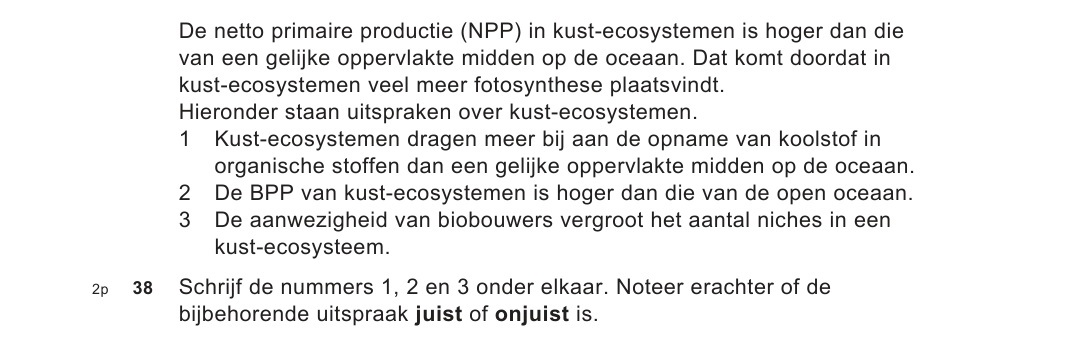 De netto primaire productie (NPP) in kust-ecosystemen is hoger dan die
van een gelijke oppervlakte midden op de oceaan. Dat komt doordat in
kust-ecosystemen veel meer fotosynthese plaatsvindt.
Hieronder staan uitspraken over kust-ecosystemen.
1 Kust-ecosystemen dragen meer bij aan de opname van koolstof in
organische stoffen dan een gelijke oppervlakte midden op de oceaan.
2 De BPP van kust-ecosystemen is hoger dan die van de open oceaan.
3 De aanwezigheid van biobouwers vergroot het aantal niches in een
kust-ecosysteem.
2p 38 Schrijf de nummers 1, 2 en 3 onder elkaar. Noteer erachter of de
bijbehorende uitspraak juist of onjuist is.